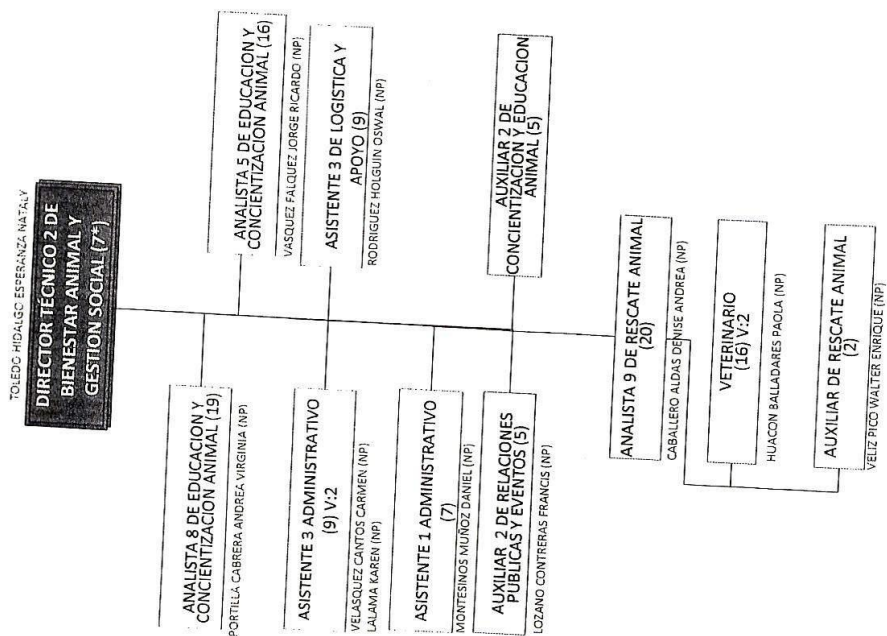 TOLEDO HIDALGO ESPERANZA NATALY
DIRECTOR TÉCNICO 2 DE
BIENESTAR ANIMAL Y
GESTION SOCIAL (7*)
ANALISTA 8 DE EDUCACION Y
CONCIENTIZACION ANIMAL (19)
PORTILLA CABRERA ANDREA VIRGINIA (NP)
ANALISTA 5 DE EDUCACION Y
CONCIENTIZACION ANIMAL (16)
VASQUEZ FALQUEZ JORGE RICARDO (NP)
ASISTENTE 3 ADMINISTRATIVO
(9) V:2
VELASQUEZ CANTOS CARMEN (NP)
LALAMA KAREN (NP)
ASISTENTE 3 DE LOGISTICA Y
APOYO (9)
RODRIGUEZ HOLGUIN OSWAL (NP)
ASISTENTE 1 ADMINISTRATIVO
(7)
MONTESINOS MUÑOZ DANIEL (NP)
AUXILIAR 2 DE RELACIONES
PUBLICAS Y EVENTOS (5)
LOZANO CONTRERAS FRANCIS (NP)
AUXILIAR 2 DE
CONCIENTIZACION Y EDUCACION
ANIMAL (5)
ANALISTA 9 DE RESCATE ANIMAL
(20)
CABALLERO ALDAS DENISE ANDREA (NP)
VETERINARIO
(16) V:2
HUACON BALLADARES PAOLA (NP)
AUXILIAR DE RESCATE ANIMAL
(2)
VELIZ PICO WALTER ENRIQUE (NP)